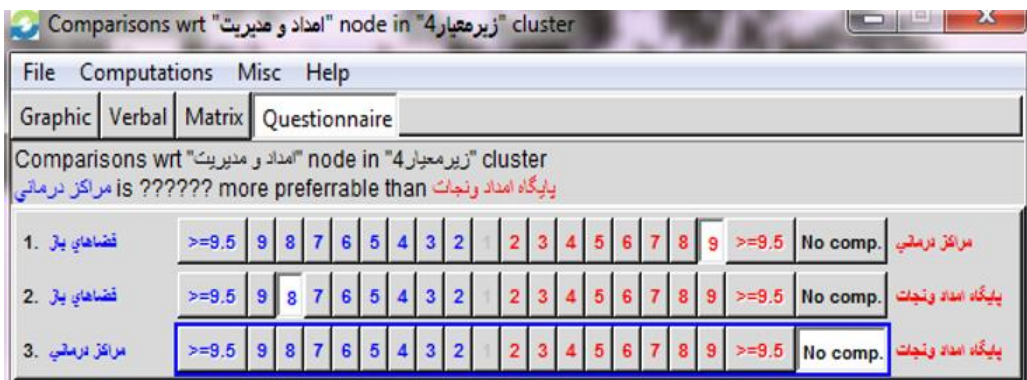 Comparisons wrt "امداد و مدیریت" node in "زیرمعیار4" cluster
File Computations Misc Help
Graphic Verbal Matrix Questionnaire
Comparisons wrt "امداد و مدیریت" node in "زیرمعیار4" cluster
مراکز درمانی is ?????? more preferrable than پایگاه امداد ونجات
1. فضاهای باز >=9.5 9 8 7 6 5 4 3 2 1 2 3 4 5 6 7 8 9 >=9.5 No comp. مراکز درمانی
2. فضاهای باز >=9.5 9 8 7 6 5 4 3 2 1 2 3 4 5 6 7 8 9 >=9.5 No comp. پایگاه امداد ونجات
3. مراکز درمانی >=9.5 9 8 7 6 5 4 3 2 1 2 3 4 5 6 7 8 9 >=9.5 No comp. پایگاه امداد ونجات